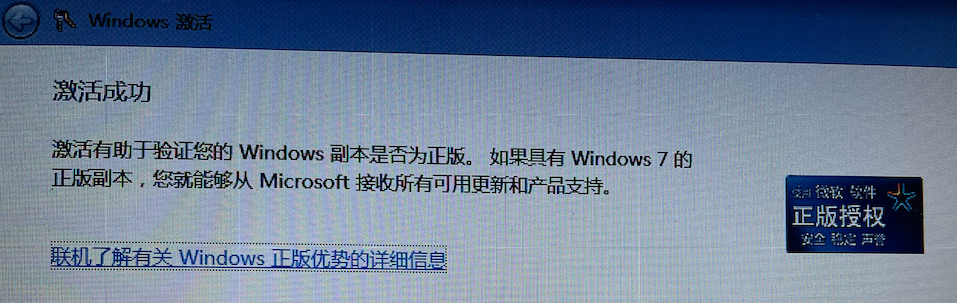 Windows 激活
激活成功
激活有助于验证您的 Windows 副本是否为正版。 如果具有 Windows 7 的
正版副本，您就能够从 Microsoft 接收所有可用更新和产品支持。
使用 微软 软件
正版授权
安全 稳定 声誉
联机了解有关 Windows 正版优势的详细信息